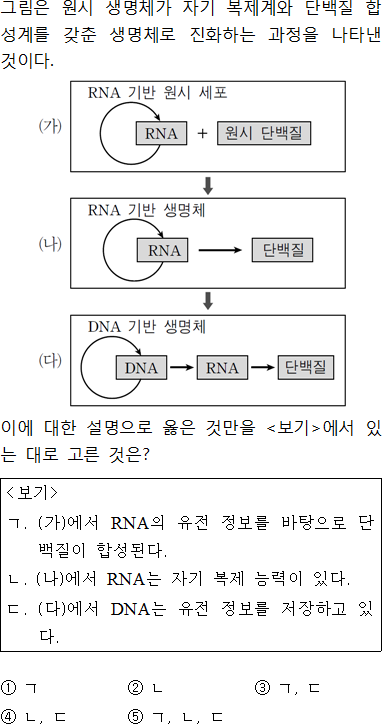 그림은 원시 생명체가 자기 복제계와 단백질 합
성계를 갖춘 생명체로 진화하는 과정을 나타낸
것이다.
RNA 기반 원시 세포
(가) RNA + 원시 단백질
RNA 기반 생명체
(나) RNA 단백질
DNA 기반 생명체
(다) DNA RNA 단백질
이에 대한 설명으로 옳은 것만을 <보기>에서 있
는 대로 고른 것은?
<보기>
ㄱ. (가)에서 RNA의 유전 정보를 바탕으로 단
백질이 합성된다.
ㄴ. (나)에서 RNA는 자기 복제 능력이 있다.
ㄷ. (다)에서 DNA는 유전 정보를 저장하고 있
다.
① ㄱ ② ㄴ ③ ㄱ, ㄷ
④ ㄴ, ㄷ ⑤ ㄱ, ㄴ, ㄷ